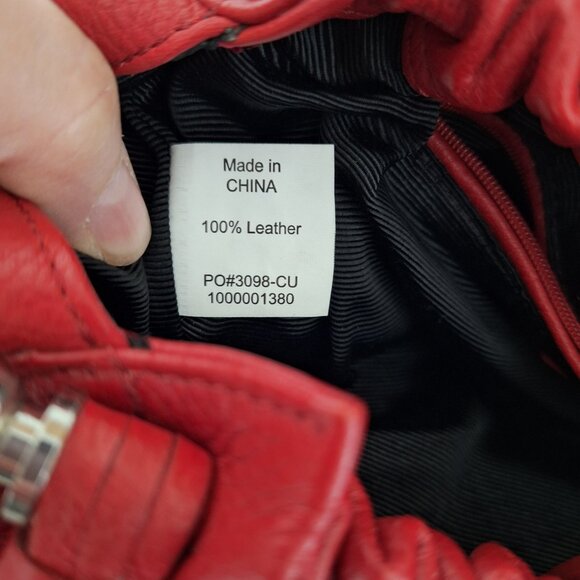 Made in
CHINA
100% Leather
PO#3098-CU
1000001380